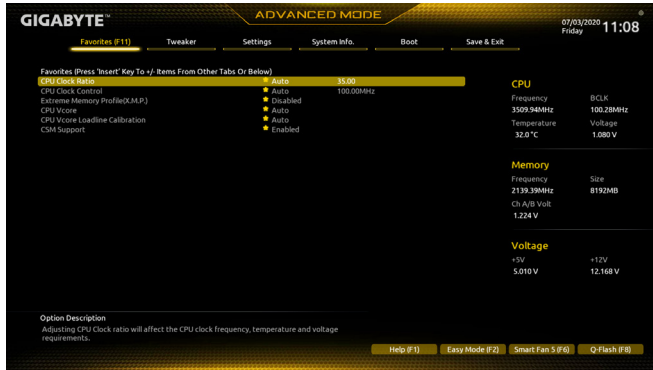 GIGABYTE™
ADVANCED MODE
07/03/2020 Friday 11:08
Favorites (F11) Tweaker Settings System Info. Boot Save & Exit
Favorites (Press 'Insert' Key To +/- Items From Other Tabs Or Below)
CPU Clock Ratio Auto 35.00
CPU Clock Control Auto 100.00MHz
Extreme Memory Profile(X.M.P.) Disabled
CPU Vcore Auto
CPU Vcore Loadline Calibration Auto
CSM Support Enabled
CPU
Frequency BCLK
3509.94MHz 100.28MHz
Temperature Voltage
32.0 °C 1.080 V
Memory
Frequency Size
2139.39MHz 8192MB
Ch A/B Volt
1.224 V
Voltage
+5V +12V
5.010 V 12.168 V
Option Description
Adjusting CPU Clock ratio will affect the CPU clock frequency, temperature and voltage
requirements.
Help (F1) Easy Mode (F2) Smart Fan 5 (F6) Q-Flash (F8)